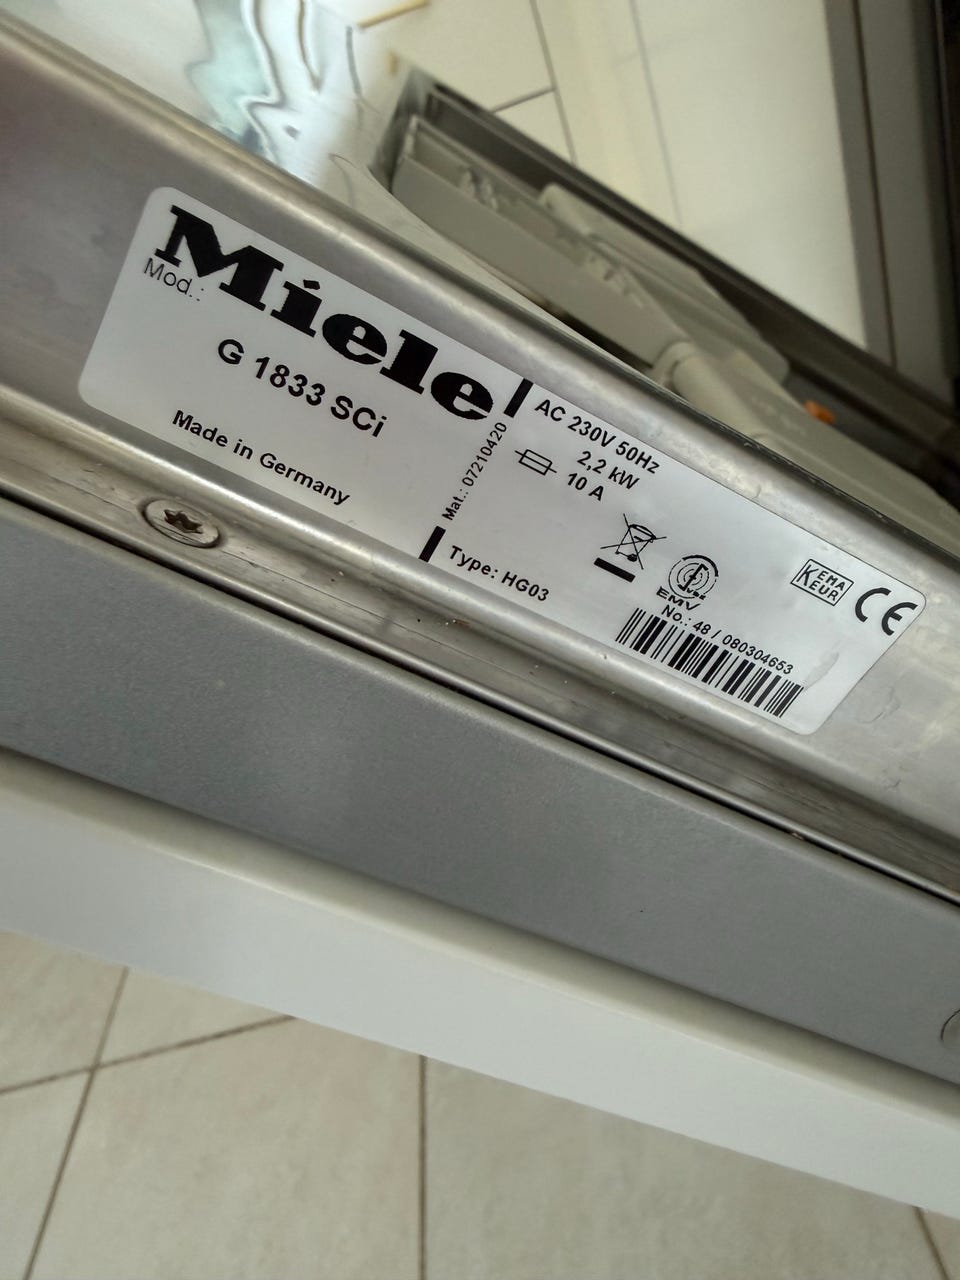 Miele
Mod.:
G 1833 SCi
Made in Germany
Mat.: 07210420
AC 230V 50Hz
2,2 kW
10 A
Type: HG03
EMV
No.: 48 / 080304653
KEMA
EUR
CE